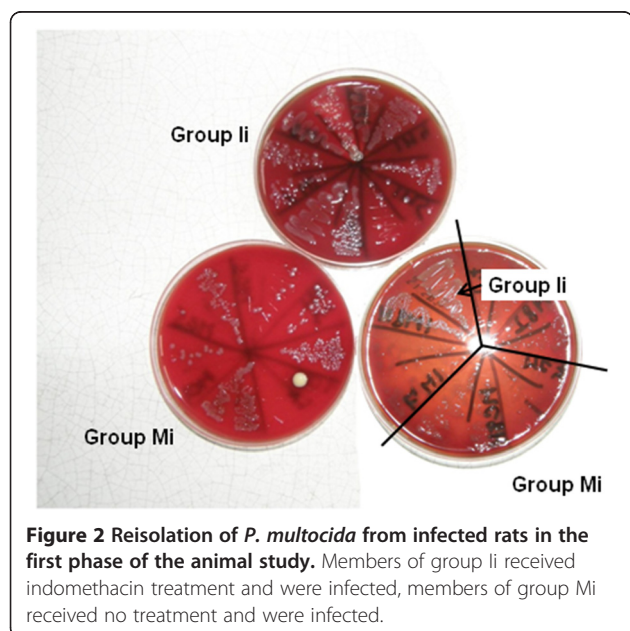 Group Ii
Group Ii
Group Mi
Group Mi
Figure 2 Reisolation of P. multocida from infected rats in the
first phase of the animal study. Members of group Ii received
indomethacin treatment and were infected, members of group Mi
received no treatment and were infected.